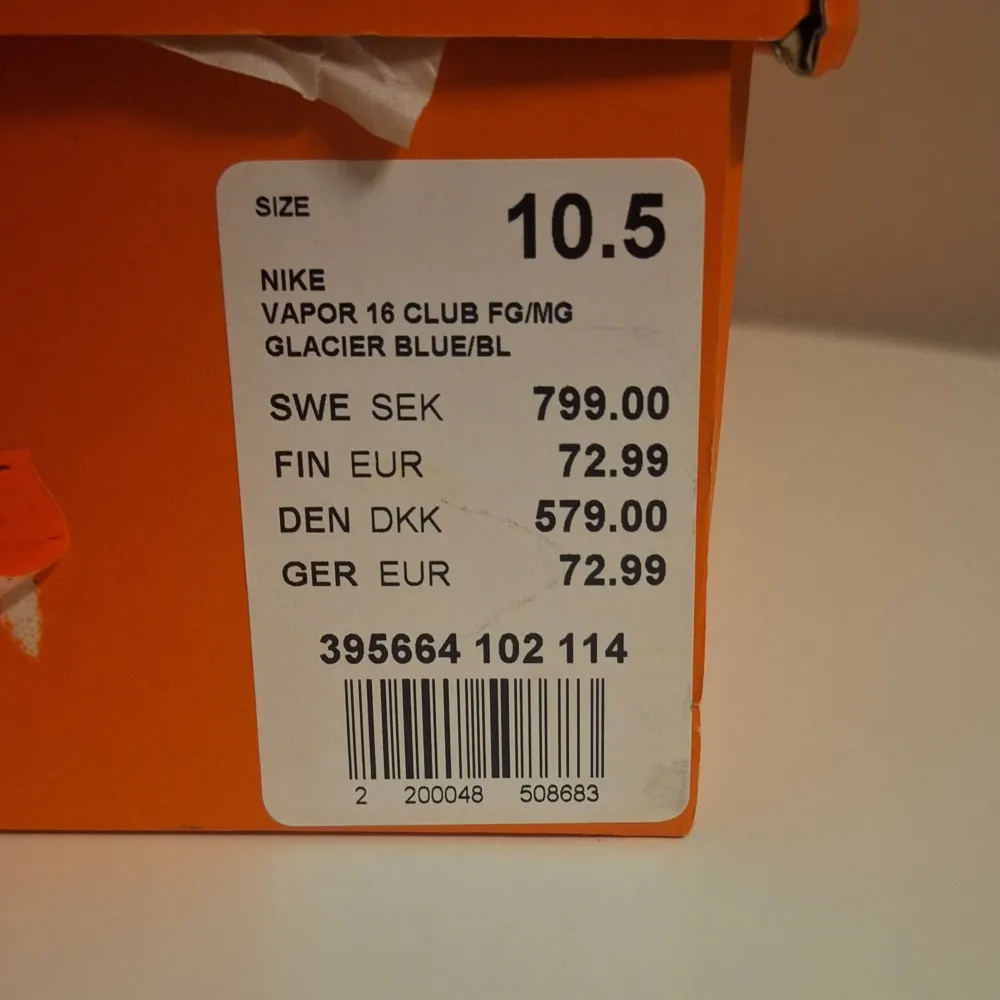 SIZE 10.5
NIKE
VAPOR 16 CLUB FG/MG
GLACIER BLUE/BL
SWE SEK 799.00
FIN EUR 72.99
DEN DKK 579.00
GER EUR 72.99
395664 102 114
2 200048 508683